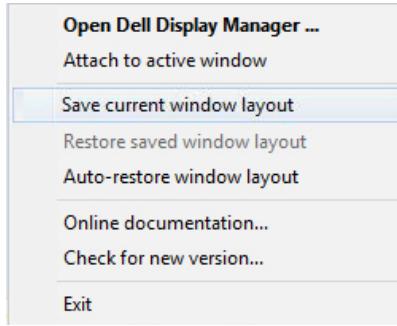 Open Dell Display Manager ...
Attach to active window
Save current window layout
Restore saved window layout
Auto-restore window layout
Online documentation...
Check for new version...
Exit